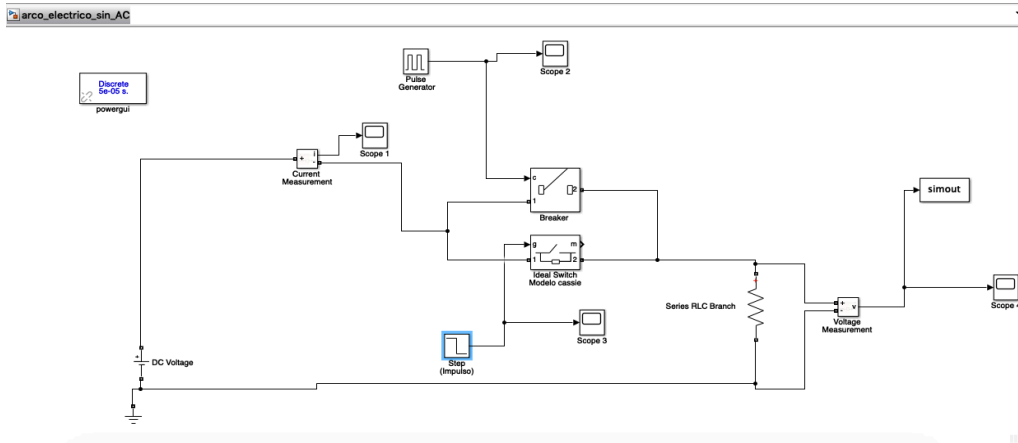 arco_electrico_sin_AC
Discrete
5e-05 s.
powergui
Pulse
Generator
Scope 2
+
i
-
Current
Measurement
Scope 1
c
1
2
Breaker
g
m
1
2
Ideal Switch
Modelo cassie
Step
(Impulso)
Scope 3
+
DC Voltage
+
Series RLC Branch
+
-
v
Voltage
Measurement
simout
Scope